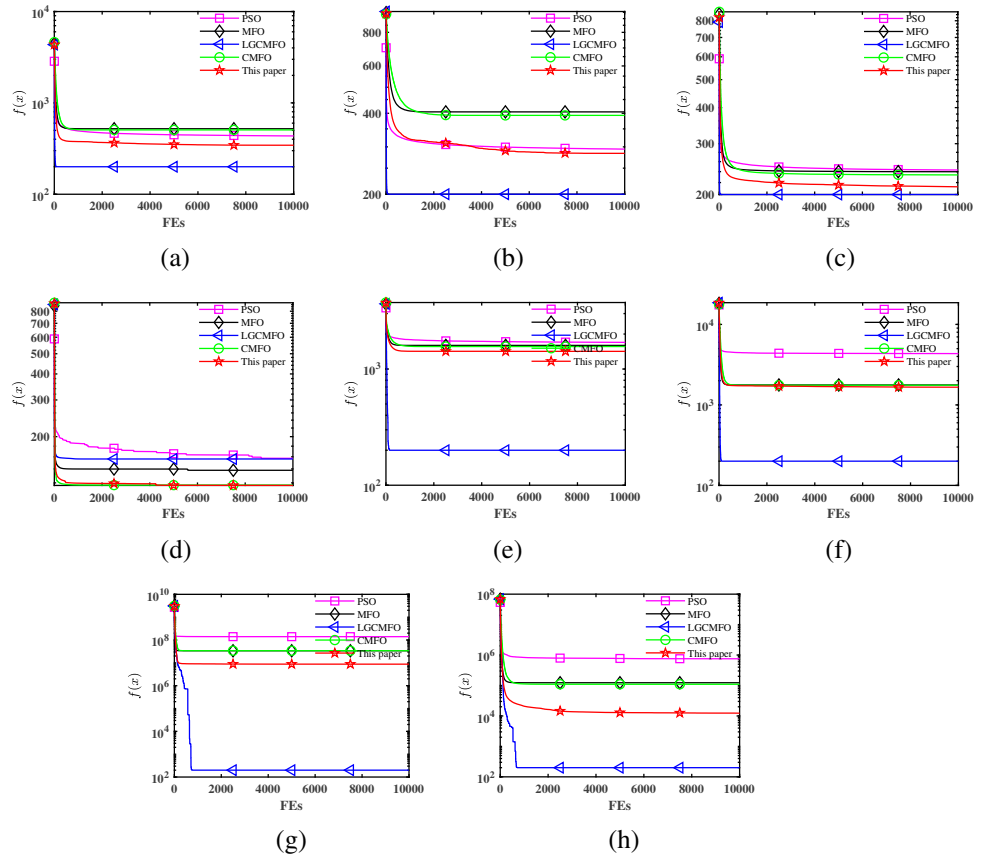 10^4
10^3
10^2
f(x)
0 2000 4000 6000 8000 10000
FEs
PSO
MFO
LGCMFO
CMFO
This paper
(a)
800
600
400
200
f(x)
0 2000 4000 6000 8000 10000
FEs
PSO
MFO
LGCMFO
CMFO
This paper
(b)
800
700
600
500
400
300
200
f(x)
0 2000 4000 6000 8000 10000
FEs
PSO
MFO
LGCMFO
CMFO
This paper
(c)
800
700
600
500
400
300
200
f(x)
0 2000 4000 6000 8000 10000
FEs
PSO
MFO
LGCMFO
CMFO
This paper
(d)
10^3
10^2
f(x)
0 2000 4000 6000 8000 10000
FEs
PSO
MFO
LGCMFO
CMFO
This paper
(e)
10^4
10^3
10^2
f(x)
0 2000 4000 6000 8000 10000
FEs
PSO
MFO
LGCMFO
CMFO
This paper
(f)
10^10
10^8
10^6
10^4
10^2
f(x)
0 2000 4000 6000 8000 10000
FEs
PSO
MFO
LGCMFO
CMFO
This paper
(g)
10^8
10^6
10^4
10^2
f(x)
0 2000 4000 6000 8000 10000
FEs
PSO
MFO
LGCMFO
CMFO
This paper
(h)